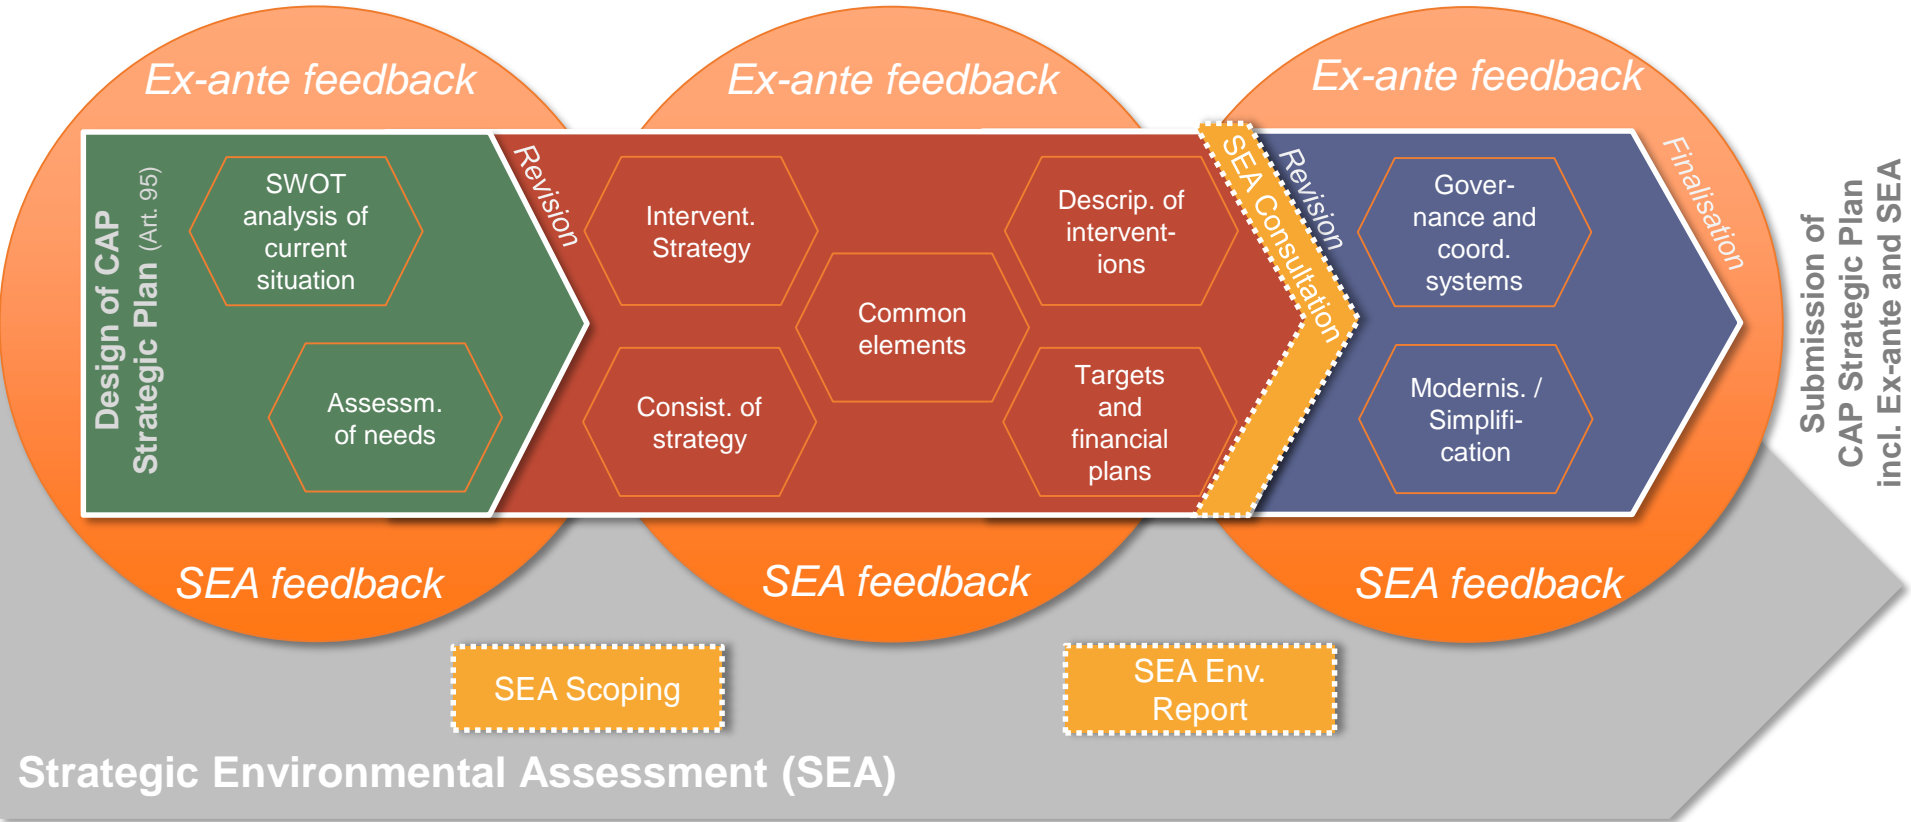 Ex-ante feedback
Ex-ante feedback
Ex-ante feedback
Design of CAP
Strategic Plan (Art. 95)
SWOT
analysis of
current
situation
Assessm.
of needs
Revision
Intervent.
Strategy
Consist. of
strategy
Common
elements
Descrip. of
intervent-
ions
Targets
and
financial
plans
SEA Consultation
Revision
Gover-
nance and
coord.
systems
Modernis. /
Simplifi-
cation
Finalisation
Submission of
CAP Strategic Plan
incl. Ex-ante and SEA
SEA feedback
SEA feedback
SEA feedback
SEA Scoping
SEA Env.
Report
Strategic Environmental Assessment (SEA)